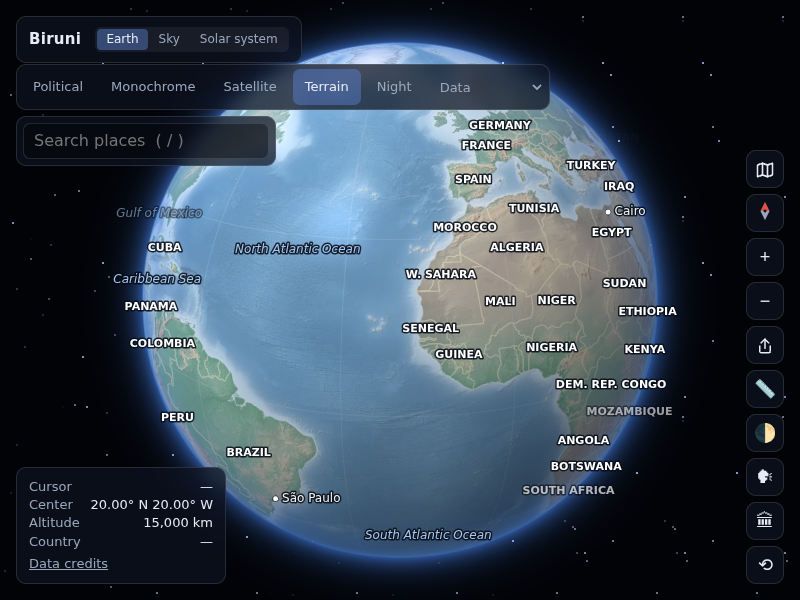 Biruni Earth Sky Solar system
Political Monochrome Satellite Terrain Night Data
Search places ( / )
GERMANY
FRANCE
SPAIN
TURKEY
IRAQ
TUNISIA
Cairo
Gulf of Mexico
MOROCCO
EGYPT
CUBA
North Atlantic Ocean
ALGERIA
W. SAHARA
Caribbean Sea
SUDAN
MALI
NIGER
PANAMA
ETHIOPIA
SENEGAL
COLOMBIA
GUINEA
NIGERIA
KENYA
DEM. REP. CONGO
MOZAMBIQUE
PERU
ANGOLA
BRAZIL
BOTSWANA
SOUTH AFRICA
São Paulo
South Atlantic Ocean
Cursor —
Center 20.00° N 20.00° W
Altitude 15,000 km
Country —
Data credits